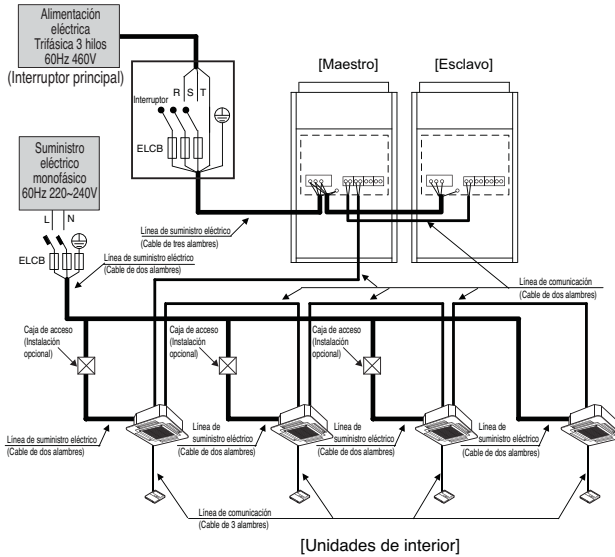 Alimentación
eléctrica
Trifásica 3 hilos
60Hz 460V
(Interruptor principal)
R S T
Interruptor
ELCB
[Maestro]
[Esclavo]
Suministro
eléctrico
monofásico
60Hz 220~240V
L N
ELCB
Línea de suministro eléctrico
(Cable de dos alambres)
Línea de suministro eléctrico
(Cable de tres alambres)
Línea de comunicación
(Cable de dos alambres)
Caja de acceso
(Instalación
opcional)
Caja de acceso
(Instalación
opcional)
Caja de acceso
(Instalación
opcional)
Línea de suministro eléctrico
(Cable de dos alambres)
Línea de
suministro eléctrico
(Cable de dos alambres)
Línea de
suministro eléctrico
(Cable de dos alambres)
Línea de
suministro eléctrico
(Cable de dos alambres)
Línea de comunicación
(Cable de 3 alambres)
[Unidades de interior]